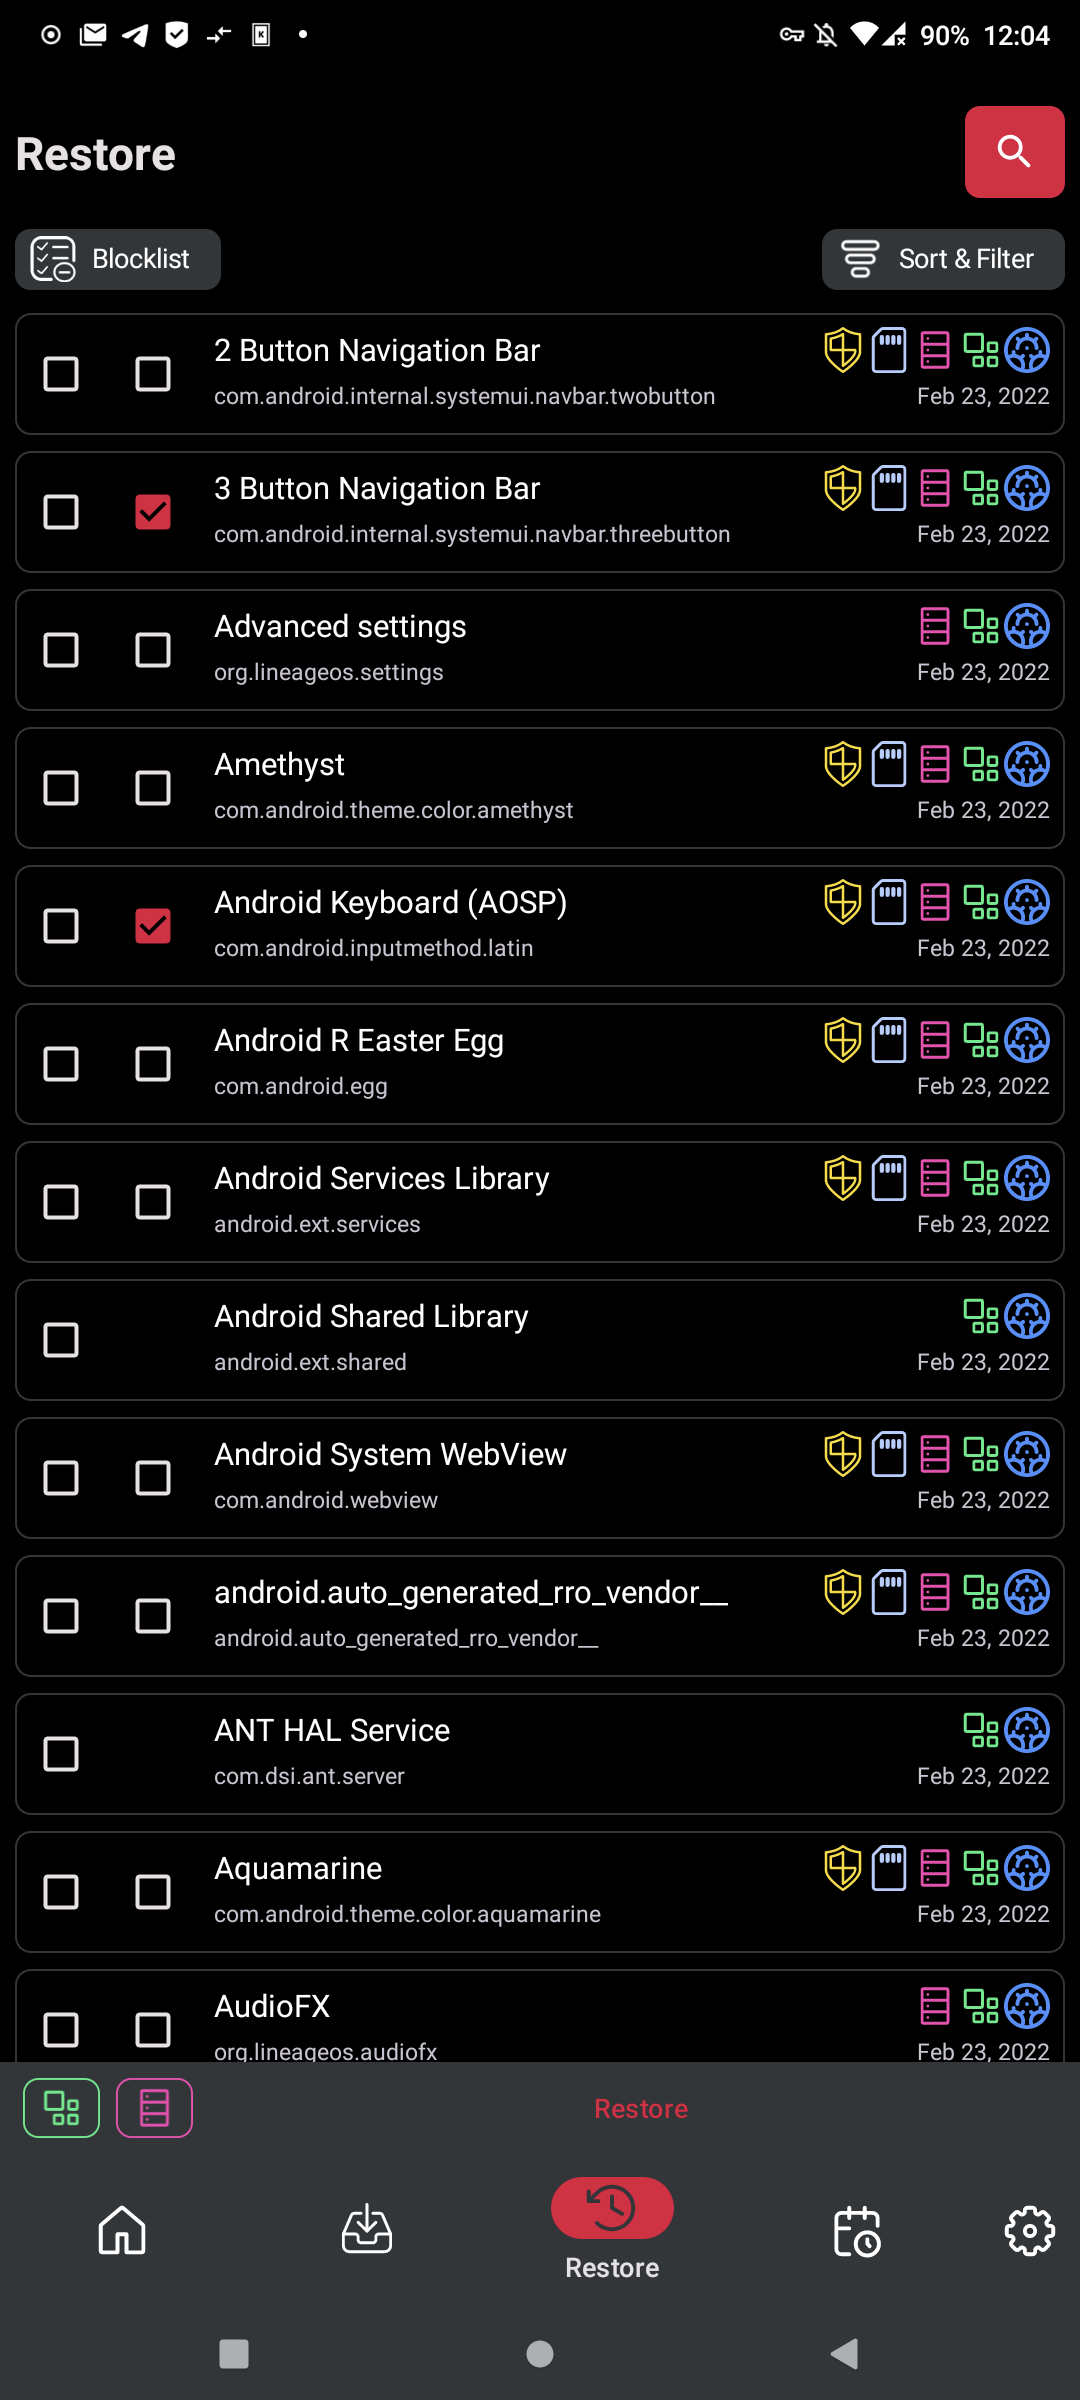 90% 12:04
Restore
Blocklist
Sort & Filter
2 Button Navigation Bar
com.android.internal.systemui.navbar.twobutton
Feb 23, 2022
3 Button Navigation Bar
com.android.internal.systemui.navbar.threebutton
Feb 23, 2022
Advanced settings
org.lineageos.settings
Feb 23, 2022
Amethyst
com.android.theme.color.amethyst
Feb 23, 2022
Android Keyboard (AOSP)
com.android.inputmethod.latin
Feb 23, 2022
Android R Easter Egg
com.android.egg
Feb 23, 2022
Android Services Library
android.ext.services
Feb 23, 2022
Android Shared Library
android.ext.shared
Feb 23, 2022
Android System WebView
com.android.webview
Feb 23, 2022
android.auto_generated_rro_vendor__
android.auto_generated_rro_vendor__
Feb 23, 2022
ANT HAL Service
com.dsi.ant.server
Feb 23, 2022
Aquamarine
com.android.theme.color.aquamarine
Feb 23, 2022
AudioFX
org.lineageos.audiofx
Feb 23, 2022
Restore
Restore